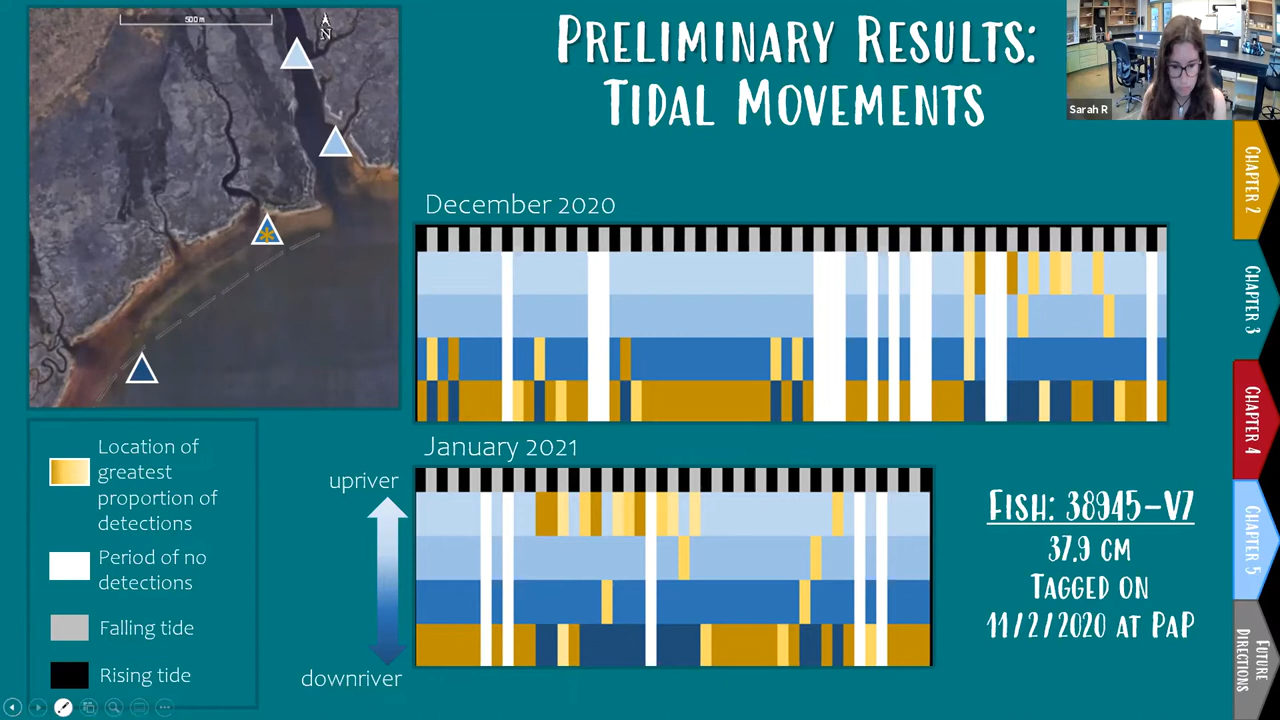 500 m
N
PRELIMINARY RESULTS:
TIDAL MOVEMENTS
Sarah R
December 2020
January 2021
upriver
downriver
Location of
greatest
proportion of
detections
Period of no
detections
Falling tide
Rising tide
FISH: 38945-V7
37.9 CM
TAGGED ON
11/2/2020 AT PAP
CHAPTER 2
CHAPTER 3
CHAPTER 4
CHAPTER 5
FUTURE
DIRECTIONS